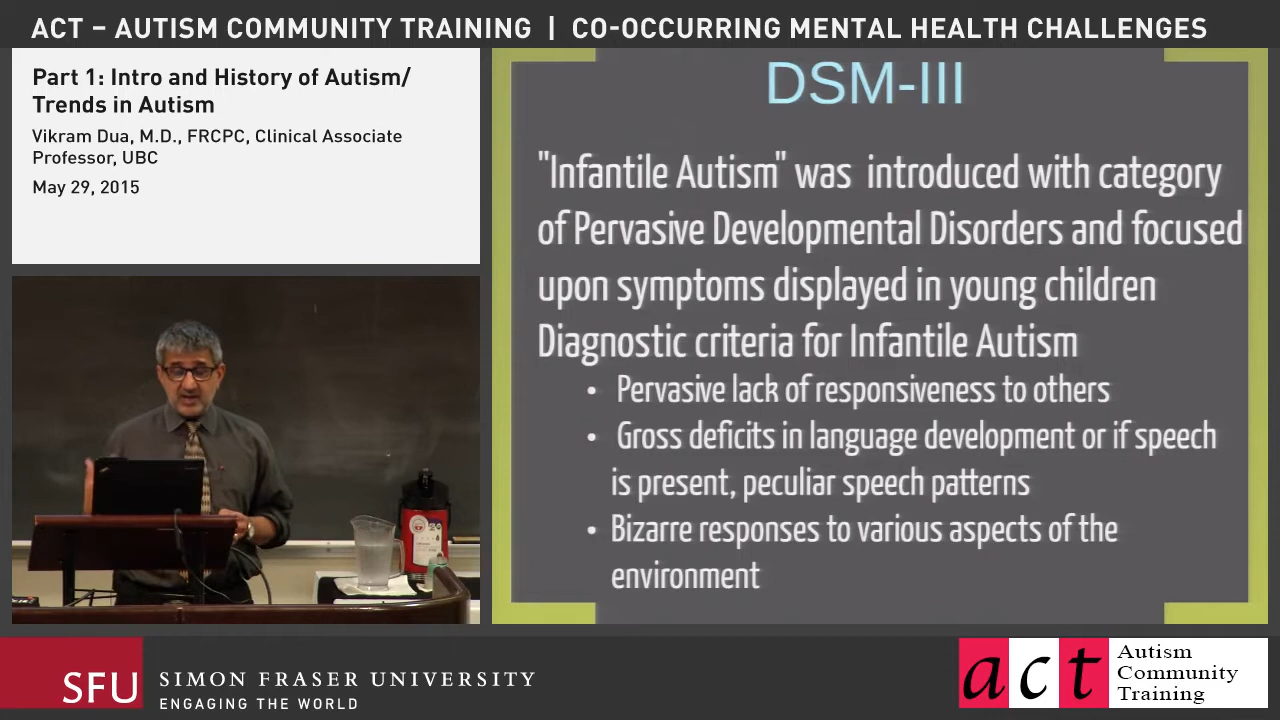 ACT – AUTISM COMMUNITY TRAINING | CO-OCCURRING MENTAL HEALTH CHALLENGES
Part 1: Intro and History of Autism/
Trends in Autism
Vikram Dua, M.D., FRCPC, Clinical Associate
Professor, UBC
May 29, 2015
DSM-III
"Infantile Autism" was introduced with category
of Pervasive Developmental Disorders and focused
upon symptoms displayed in young children
Diagnostic criteria for Infantile Autism
• Pervasive lack of responsiveness to others
• Gross deficits in language development or if speech
is present, peculiar speech patterns
• Bizarre responses to various aspects of the
environment
SFU SIMON FRASER UNIVERSITY
ENGAGING THE WORLD
act
Autism
Community
Training